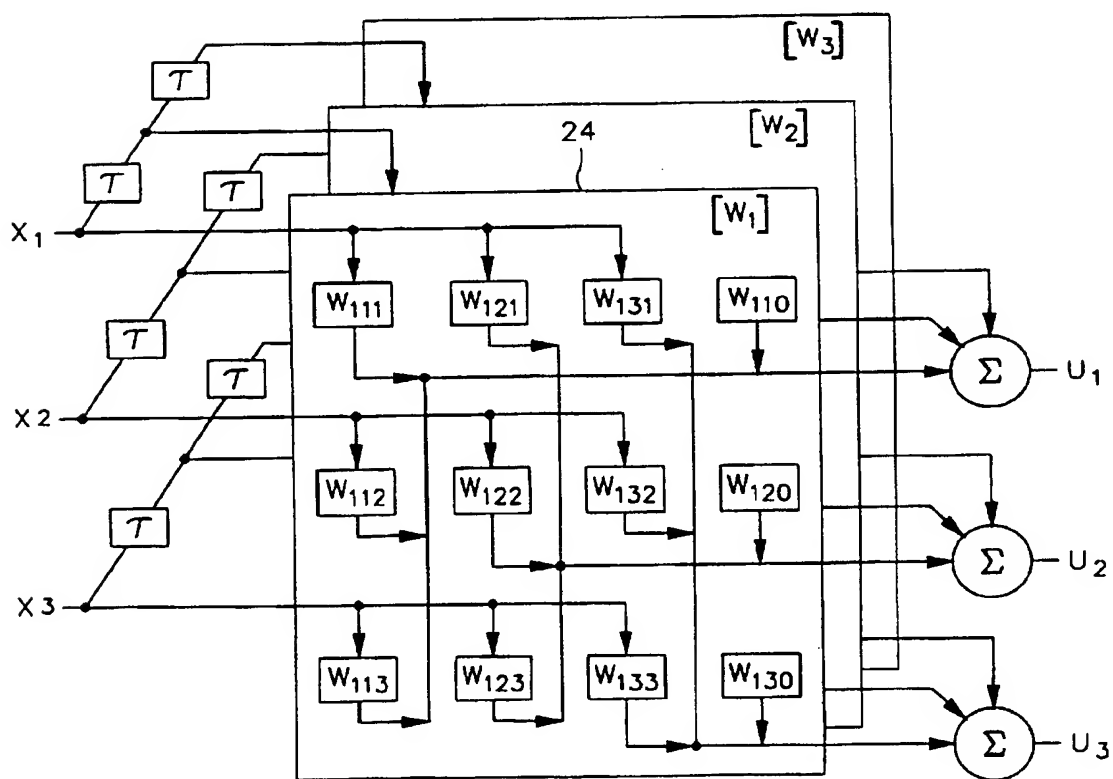 [W₃]
τ
[W₂]
24
τ τ
[W₁]
X₁
W₁₁₁ W₁₂₁ W₁₃₁ W₁₁₀
τ
τ
Σ U₁
X2
W₁₁₂ W₁₂₂ W₁₃₂ W₁₂₀
τ
Σ U₂
X3
W₁₁₃ W₁₂₃ W₁₃₃ W₁₃₀
Σ U₃